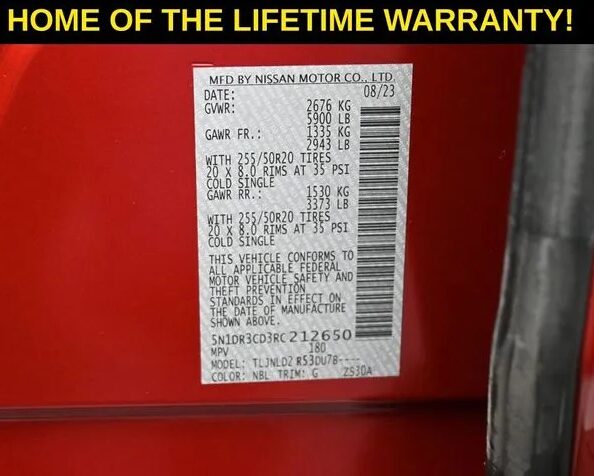 HOME OF THE LIFETIME WARRANTY!
MFD BY NISSAN MOTOR CO., LTD.
DATE: 08/23
GVWR: 2676 KG
5900 LB
GAWR FR.: 1335 KG
2943 LB
WITH 255/50R20 TIRES
20 X 8.0 RIMS AT 35 PSI
COLD SINGLE
GAWR RR.: 1530 KG
3373 LB
WITH 255/50R20 TIRES
20 X 8.0 RIMS AT 35 PSI
COLD SINGLE
THIS VEHICLE CONFORMS TO
ALL APPLICABLE FEDERAL
MOTOR VEHICLE SAFETY AND
THEFT PREVENTION
STANDARDS IN EFFECT ON
THE DATE OF MANUFACTURE
SHOWN ABOVE.
5N1DR3CD3RC212650
MPV 180
MODEL: TLJNLD2 R53DU78----
COLOR: NBL TRIM: G ZS30A